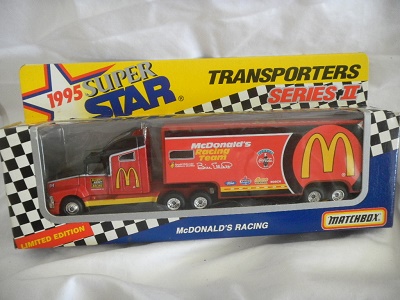 1995 SUPER STAR
TRANSPORTERS
SERIES II
McDonald's
Racing
Team
LIMITED EDITION
McDONALD'S RACING
MATCHBOX